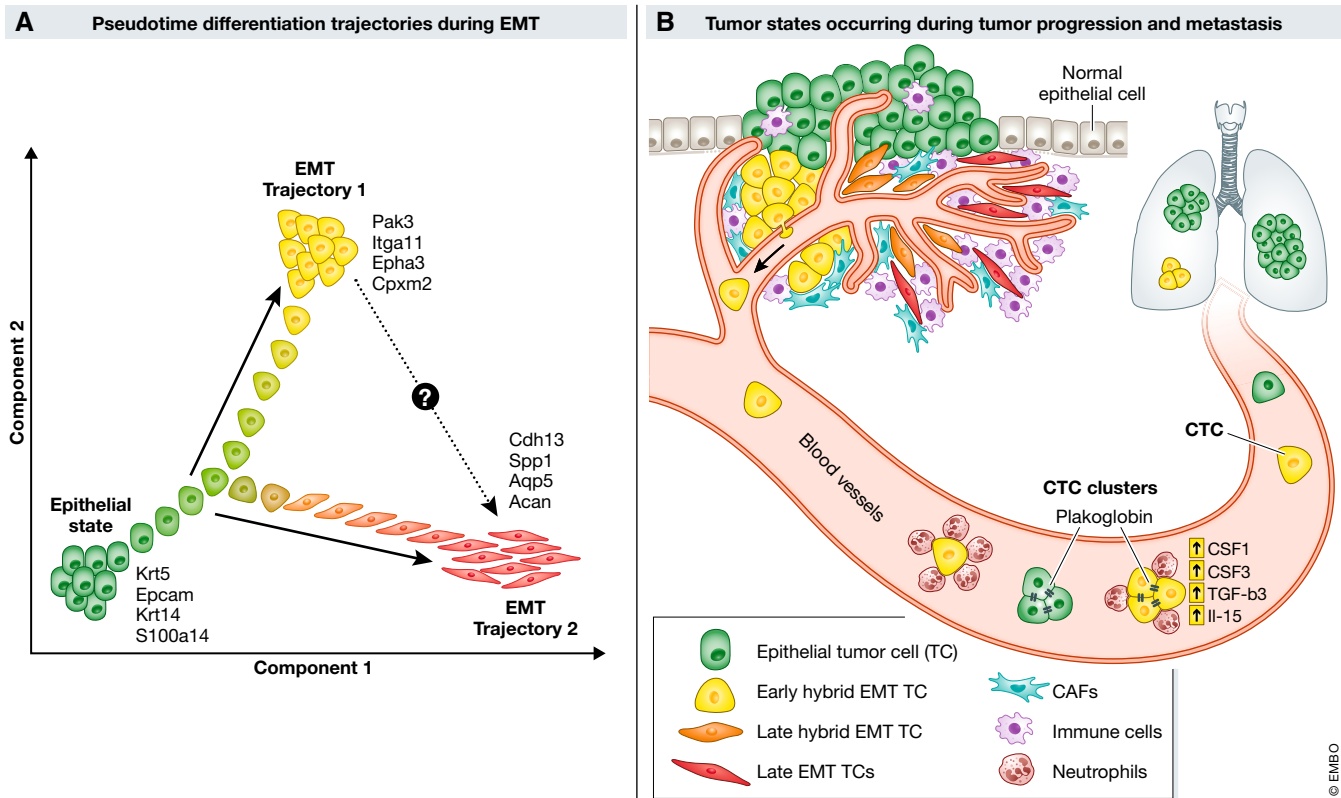 A
Pseudotime differentiation trajectories during EMT
Component 2
EMT
Trajectory 1
Pak3
Itga11
Epha3
Cpxm2
?
Cdh13
Spp1
Aqp5
Acan
Epithelial
state
Krt5
Epcam
Krt14
S100a14
EMT
Trajectory 2
Component 1
B
Tumor states occurring during tumor progression and metastasis
Normal
epithelial cell
Blood vessels
CTC
CTC clusters
Plakoglobin
CSF1
CSF3
TGF-b3
Il-15
Epithelial tumor cell (TC)
Early hybrid EMT TC
Late hybrid EMT TC
Late EMT TCs
CAFs
Immune cells
Neutrophils
© EMBO